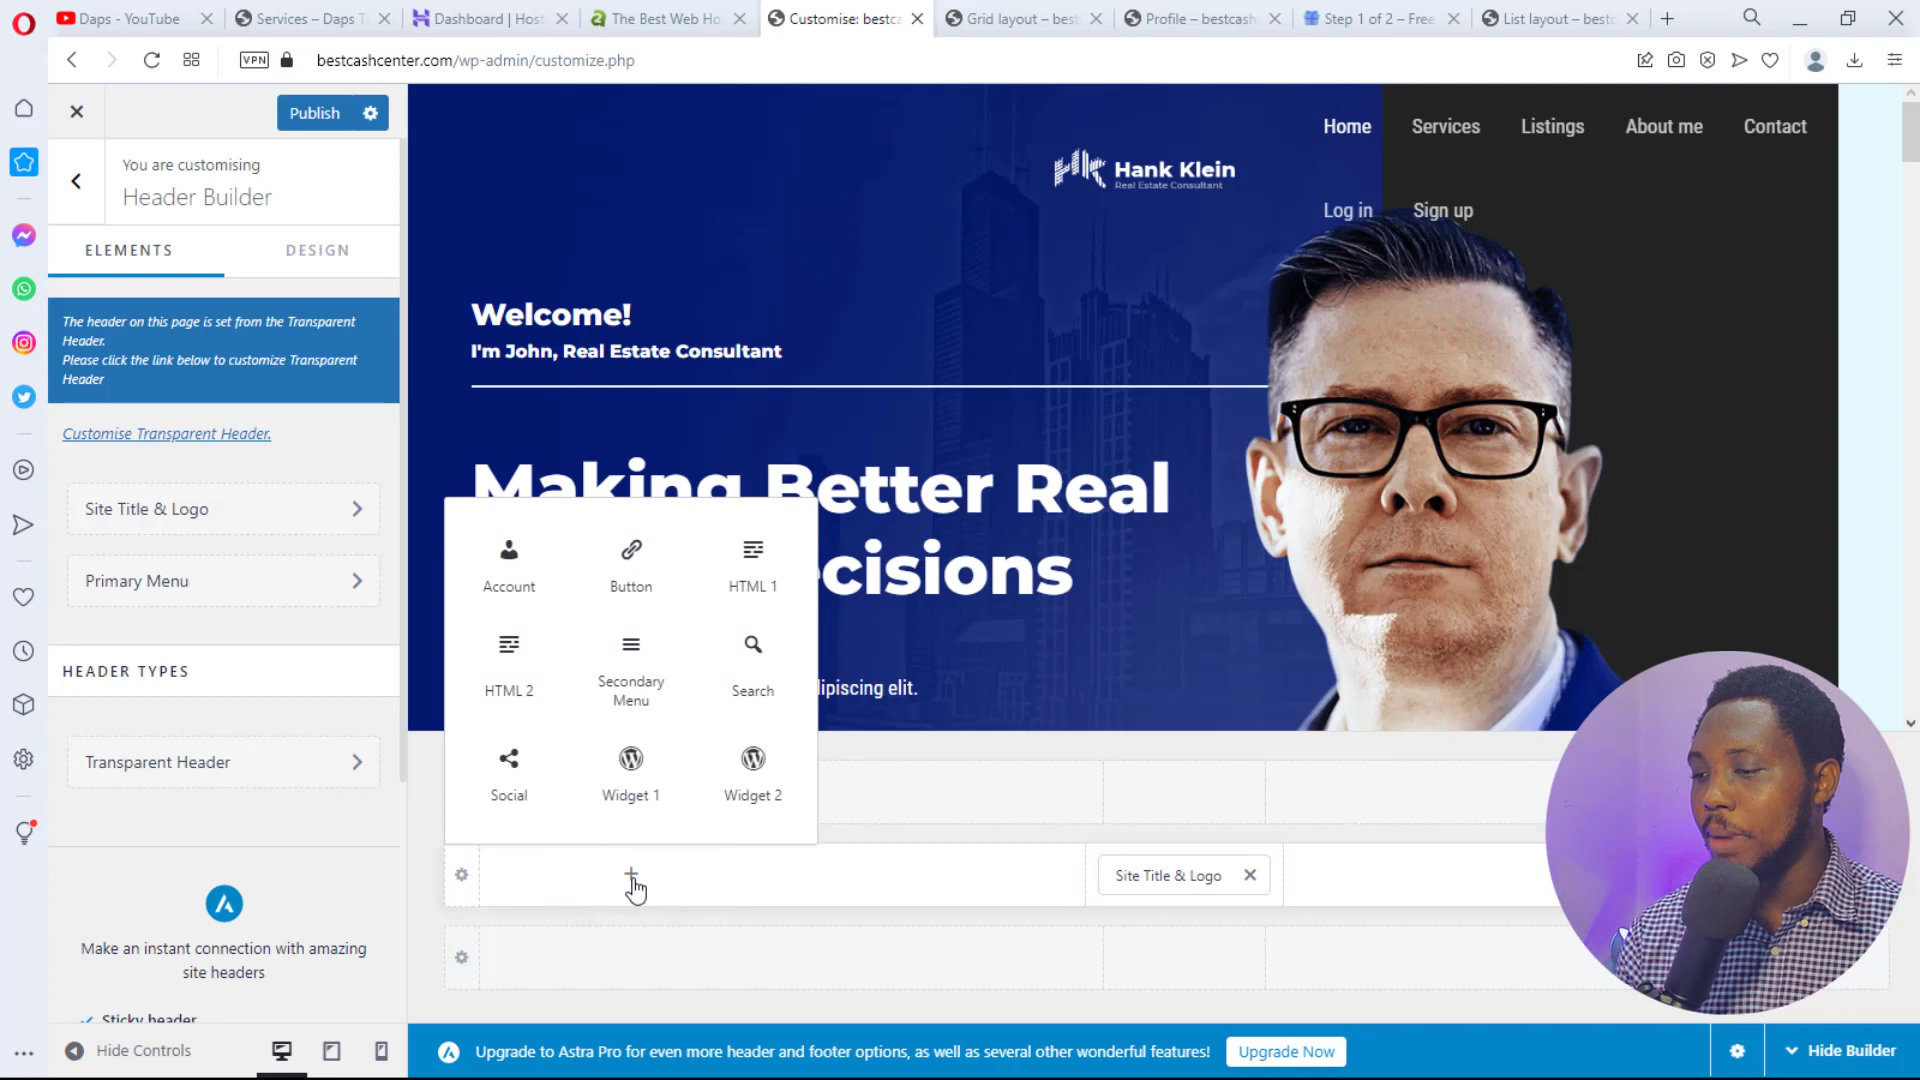 Daps - YouTube
Services – Daps T
Dashboard | Host
The Best Web Ho
Customise: bestca
Grid layout – best
Profile – bestcash
Step 1 of 2 – Free
List layout – bestc
VPN
bestcashcenter.com/wp-admin/customize.php
Publish
You are customising
Header Builder
ELEMENTS
DESIGN
The header on this page is set from the Transparent
Header.
Please click the link below to customize Transparent
Header
Customise Transparent Header.
Site Title & Logo
Primary Menu
HEADER TYPES
Transparent Header
Make an instant connection with amazing
site headers
Sticky header
Hide Controls
Home
Services
Listings
About me
Contact
Hank Klein
Real Estate Consultant
Log in
Sign up
Welcome!
I'm John, Real Estate Consultant
Making Better Real
ecisions
lipiscing elit.
Account
Button
HTML 1
HTML 2
Secondary
Menu
Search
Social
Widget 1
Widget 2
Site Title & Logo
Upgrade to Astra Pro for even more header and footer options, as well as several other wonderful features!
Upgrade Now
Hide Builder